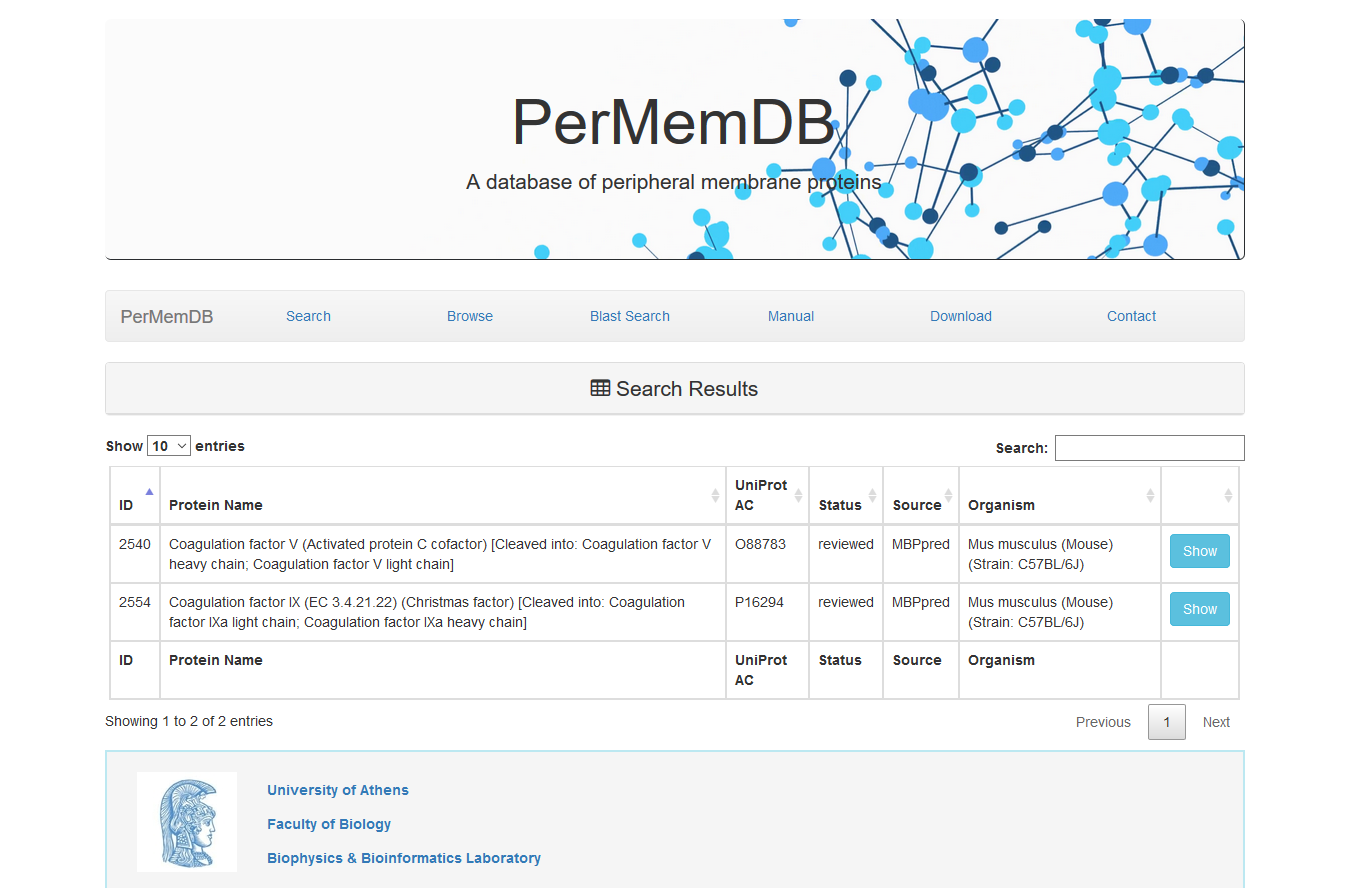 PerMemDB
A database of peripheral membrane proteins
PerMemDB Search Browse Blast Search Manual Download Contact
Search Results
Show 10 entries Search:
ID Protein Name UniProt AC Status Source Organism
2540 Coagulation factor V (Activated protein C cofactor) [Cleaved into: Coagulation factor V O88783 reviewed MBPpred Mus musculus (Mouse) Show
heavy chain; Coagulation factor V light chain] (Strain: C57BL/6J)
2554 Coagulation factor IX (EC 3.4.21.22) (Christmas factor) [Cleaved into: Coagulation P16294 reviewed MBPpred Mus musculus (Mouse) Show
factor IXa light chain; Coagulation factor IXa heavy chain] (Strain: C57BL/6J)
ID Protein Name UniProt AC Status Source Organism
Showing 1 to 2 of 2 entries Previous 1 Next
University of Athens
Faculty of Biology
Biophysics & Bioinformatics Laboratory